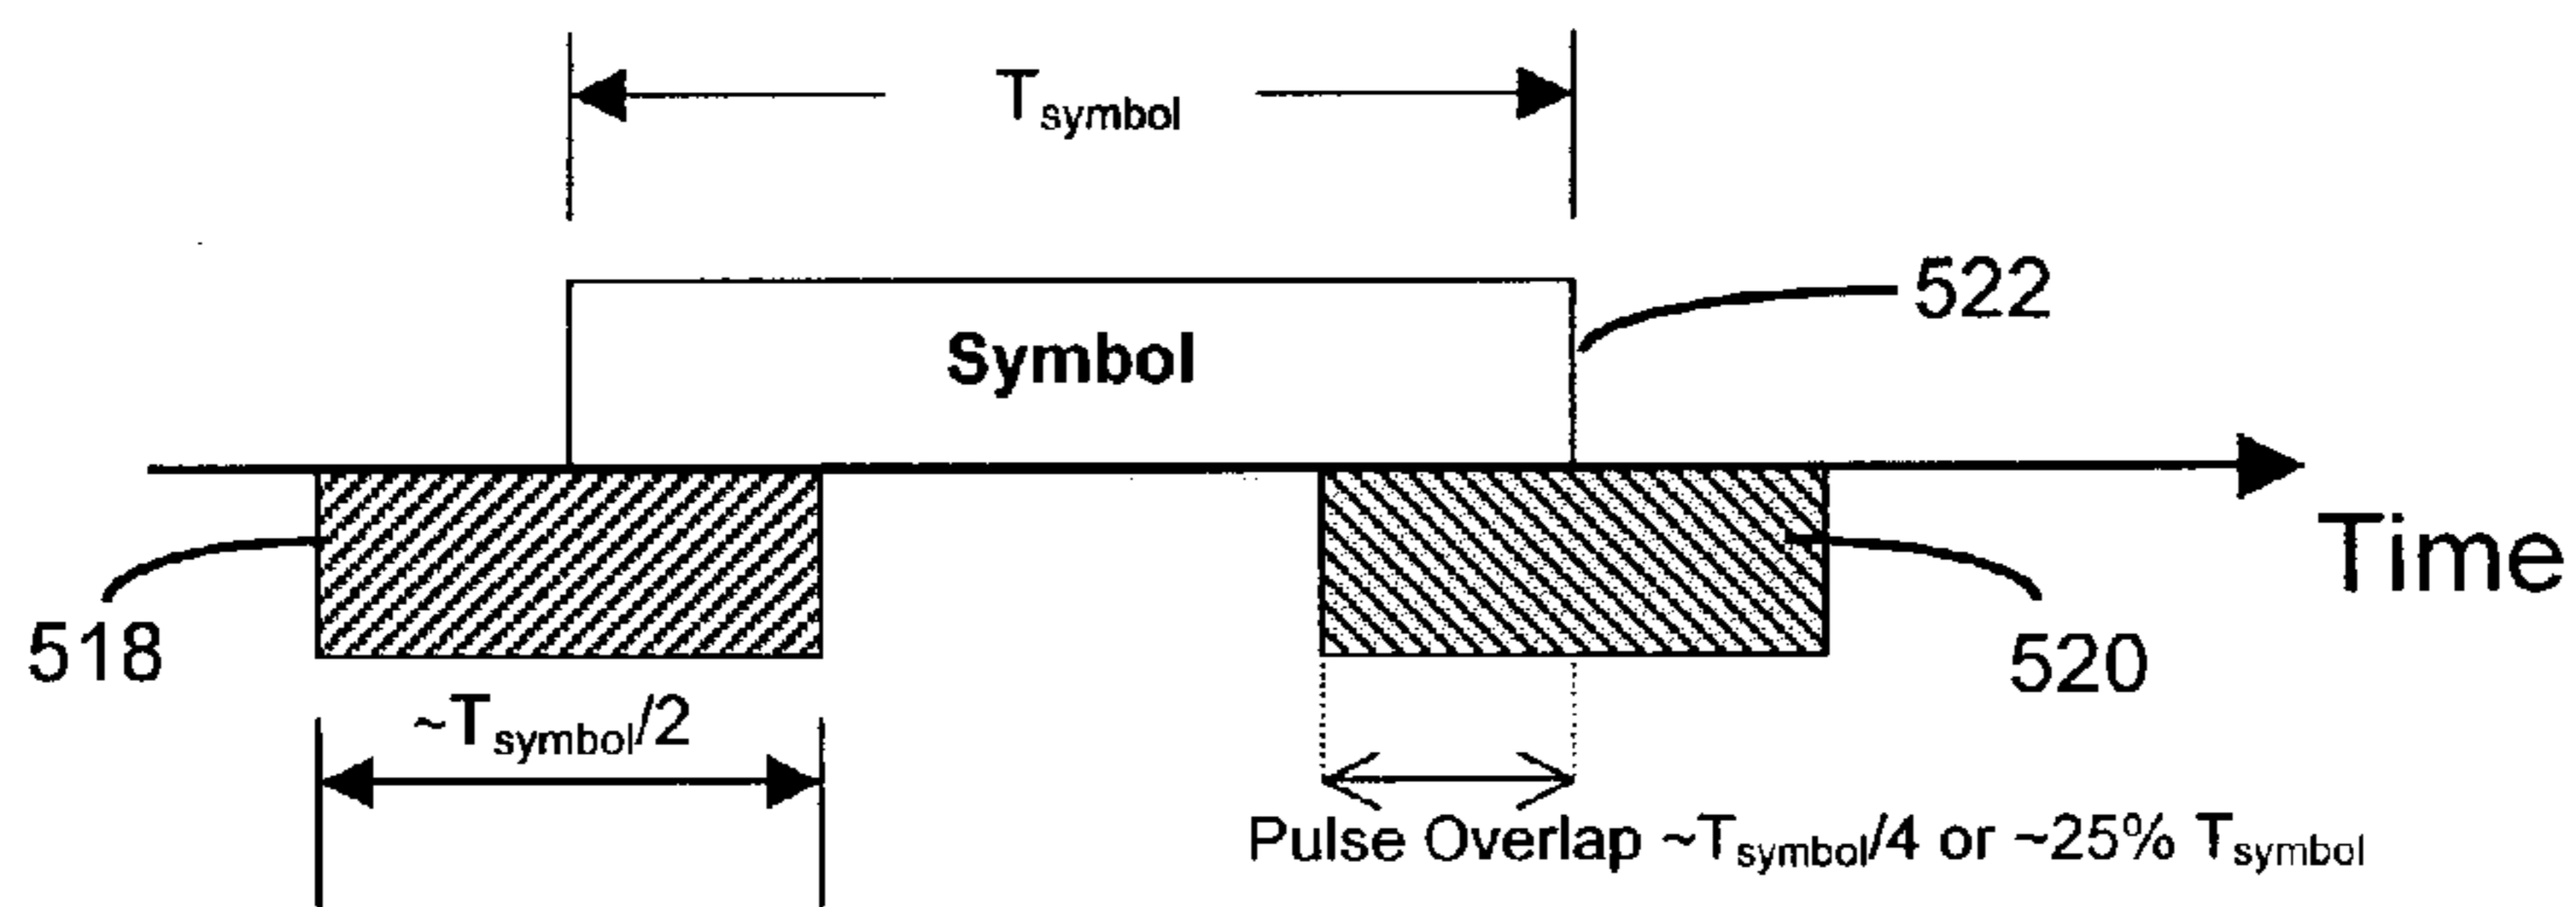 Tsymbol
522
Symbol
Time
518
520
~Tsymbol/2
Pulse Overlap ~Tsymbol/4 or ~25% Tsymbol